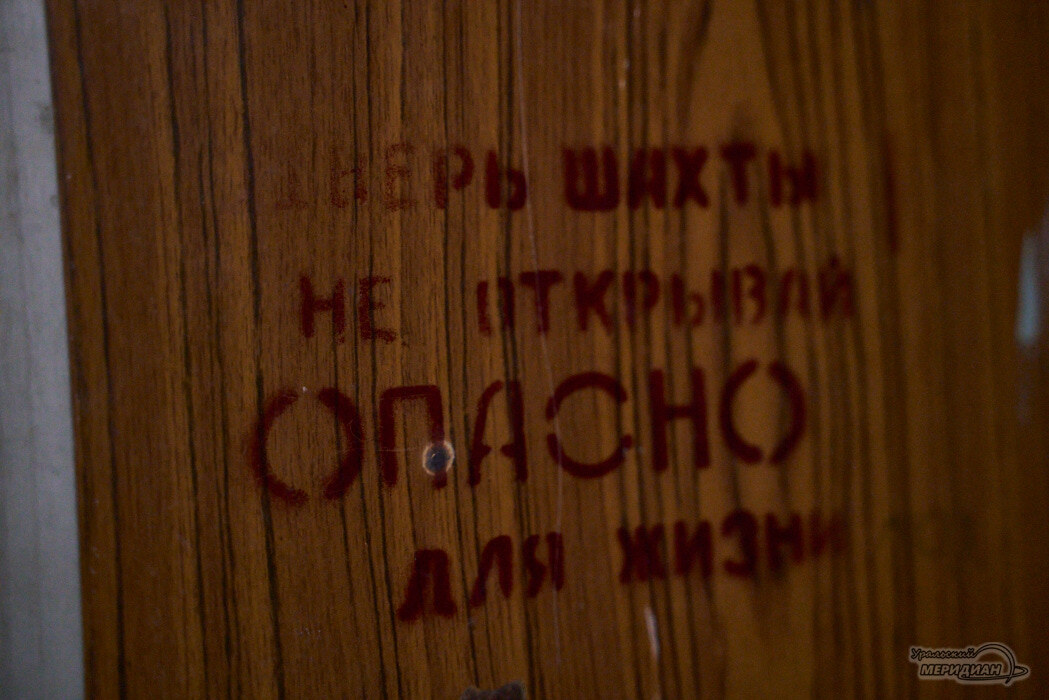 ДВЕРЬ ШАХТЫ
НЕ ОТКРЫВАЙ
ОПАСНО
ДЛЯ ЖИЗНИ
Уральский
МЕРИДИАН